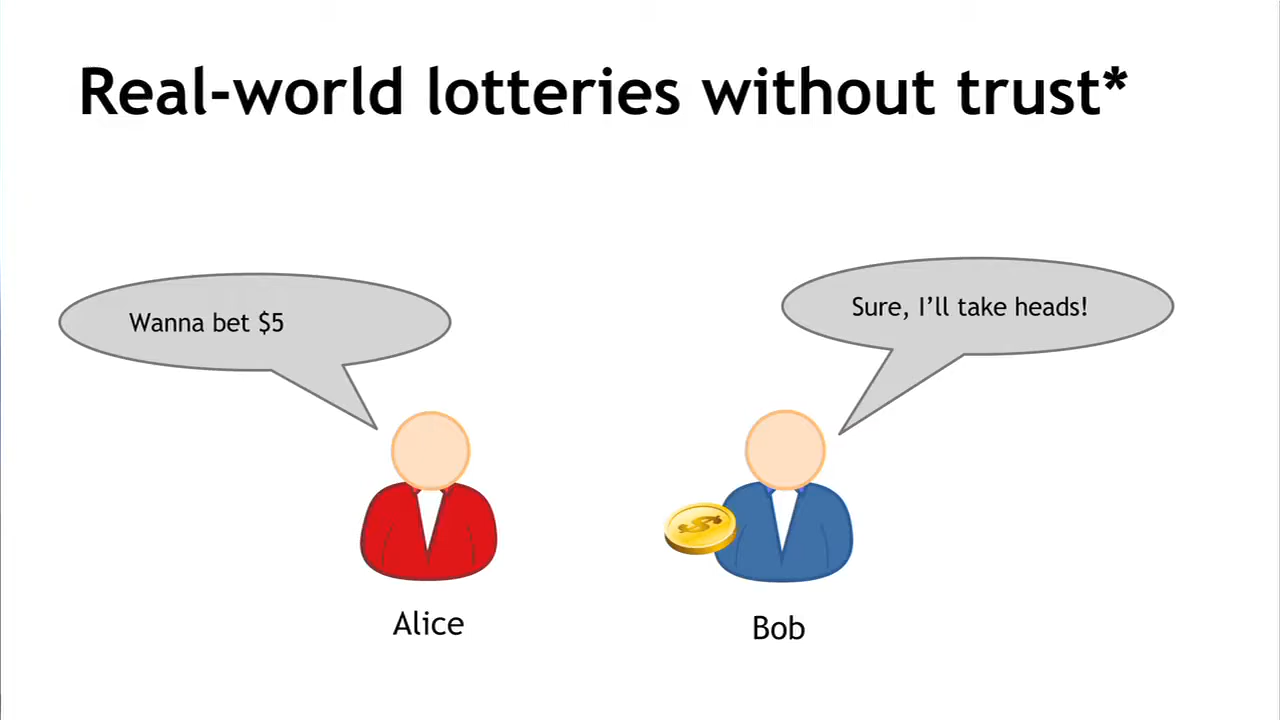 Real-world lotteries without trust*
Wanna bet $5
Sure, I’ll take heads!
Alice
Bob